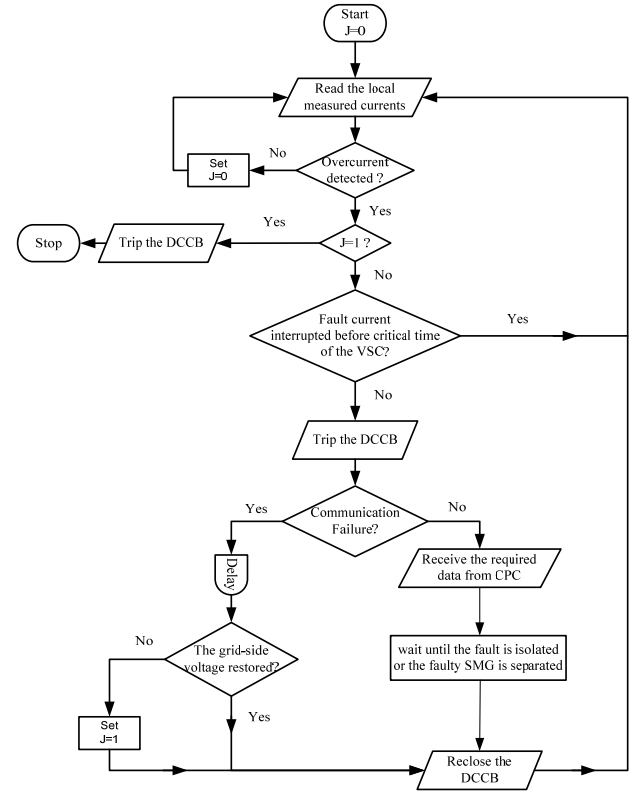 Start
J=0
Read the local
measured currents
Overcurrent
detected ?
No
Set
J=0
Yes
J=1 ?
Yes
Trip the DCCB
Stop
No
Fault current
interrupted before critical time
of the VSC?
Yes
No
Trip the DCCB
Communication
Failure?
Yes
No
Delay
Receive the required
data from CPC
The grid-side
voltage restored?
No
wait until the fault is isolated
or the faulty SMG is separated
Set
J=1
Yes
Reclose the
DCCB